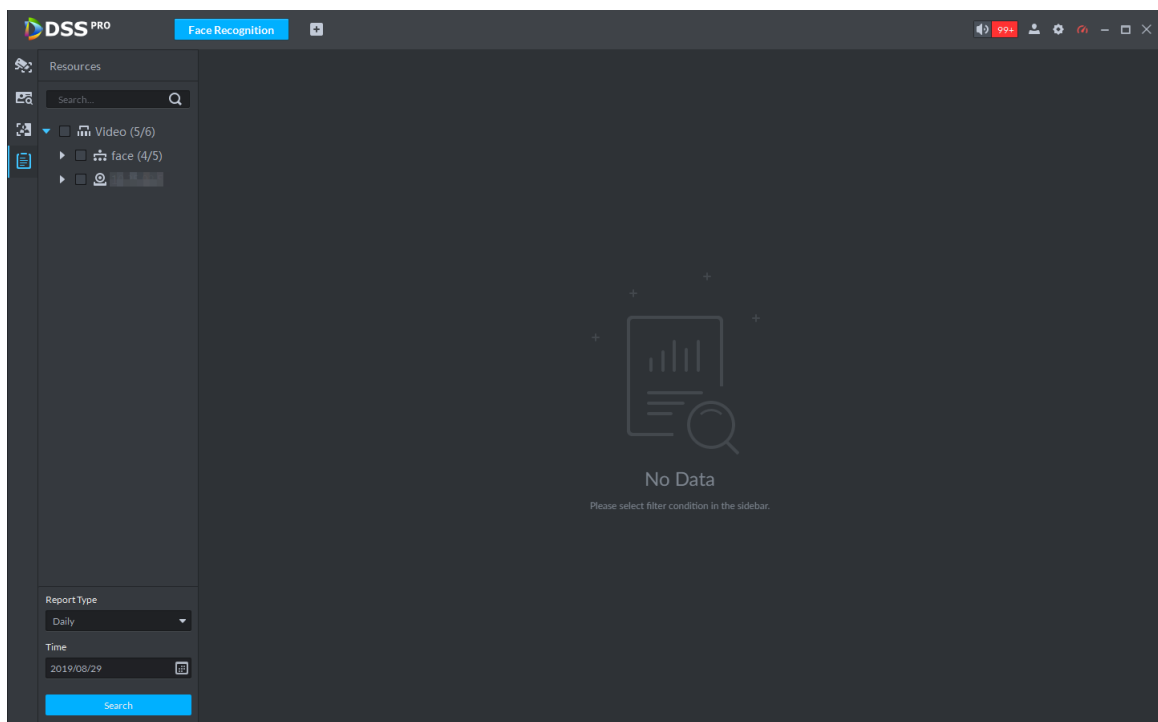 DSS PRO
Face Recognition
99+
Resources
Search...
Video (5/6)
face (4/5)
No Data
Please select filter condition in the sidebar.
Report Type
Daily
Time
2019/08/29
Search